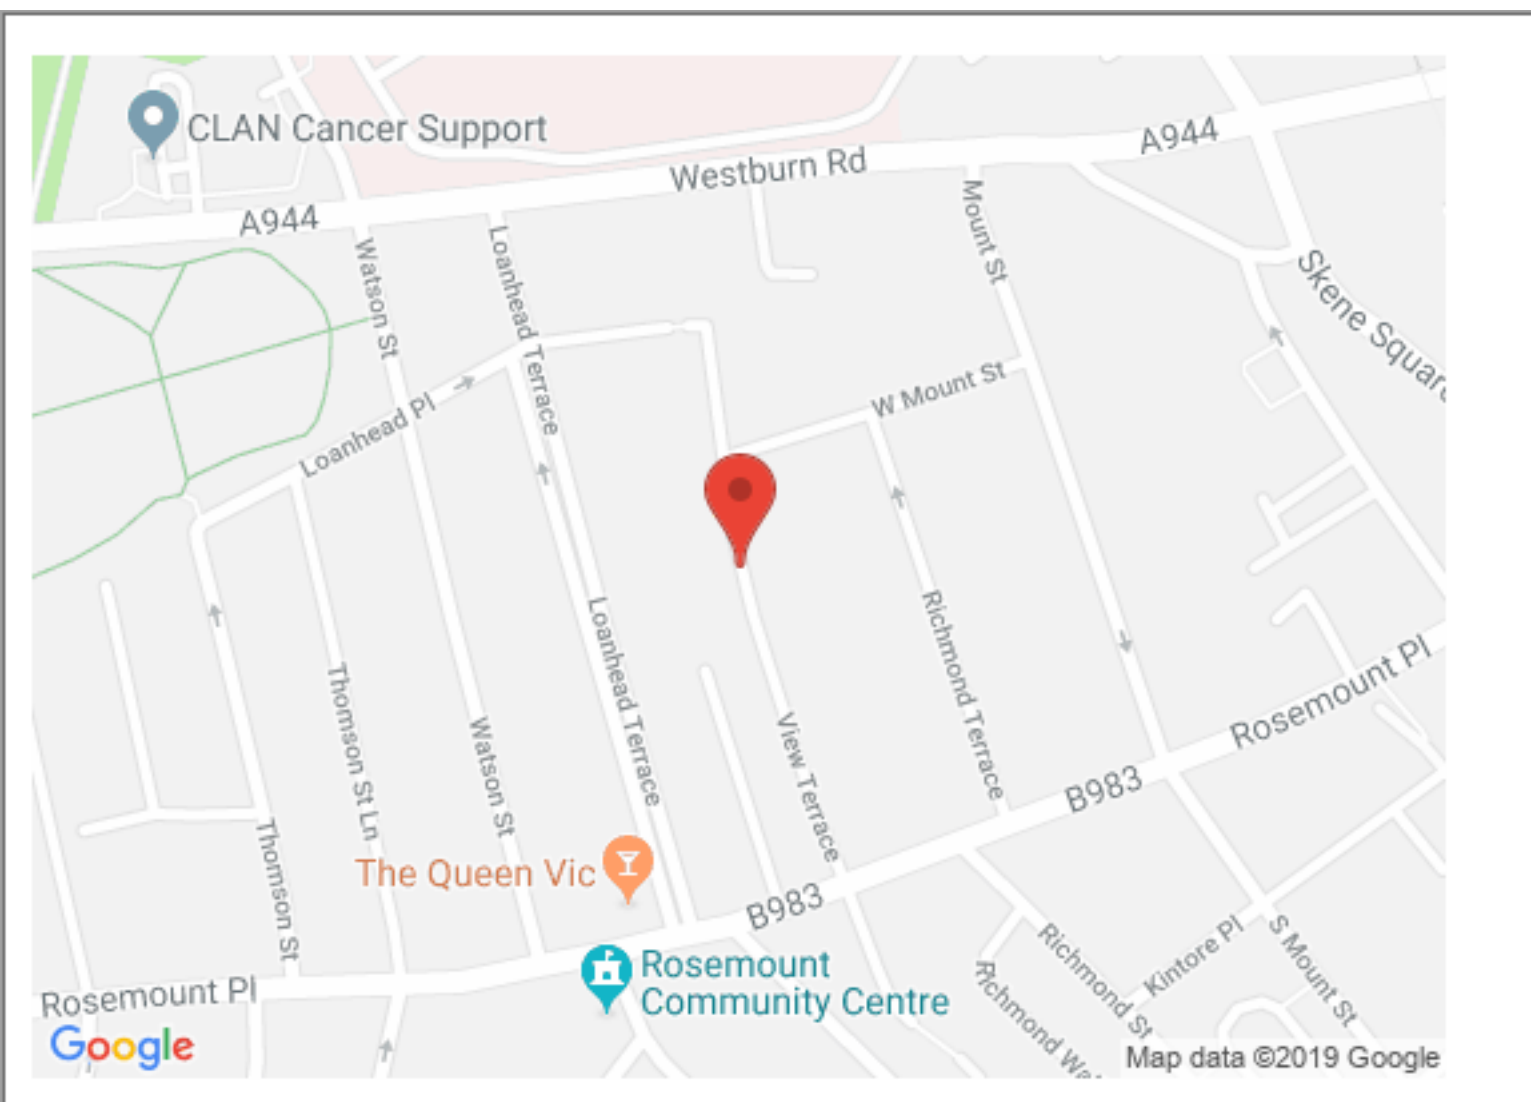 CLAN Cancer Support
A944
Westburn Rd
A944
Mount St
Watson St
Loanhead Terrace
Skene Square
Loanhead Pl
W Mount St
Loanhead Terrace
Richmond Terrace
Thomson St Ln
Watson St
View Terrace
Rosemount Pl
B983
Thomson St
The Queen Vic
B983
Rosemount
Community Centre
Richmond St
Kintore Pl
S Mount St
Rosemount Pl
Richmond
Google
Map data ©2019 Google